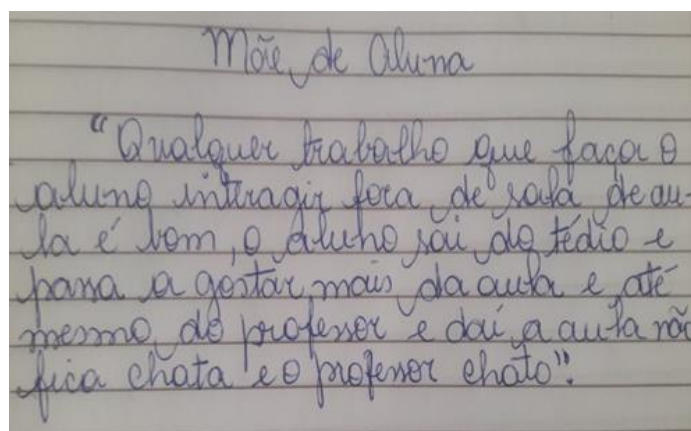 Mãe de Aluna
"Qualquer trabalho que faça o
aluno intragir fora de sala de au-
la é bom, o aluno sai do tédio e
passa a gostar mais da aula e até
mesmo do professor e daí a aula não
fica chata e o professor chato".